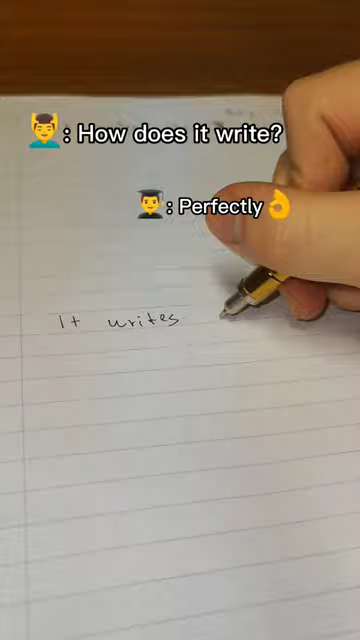 💆‍♂️: How does it write?
👨‍🎓: Perfectly👌
It writes